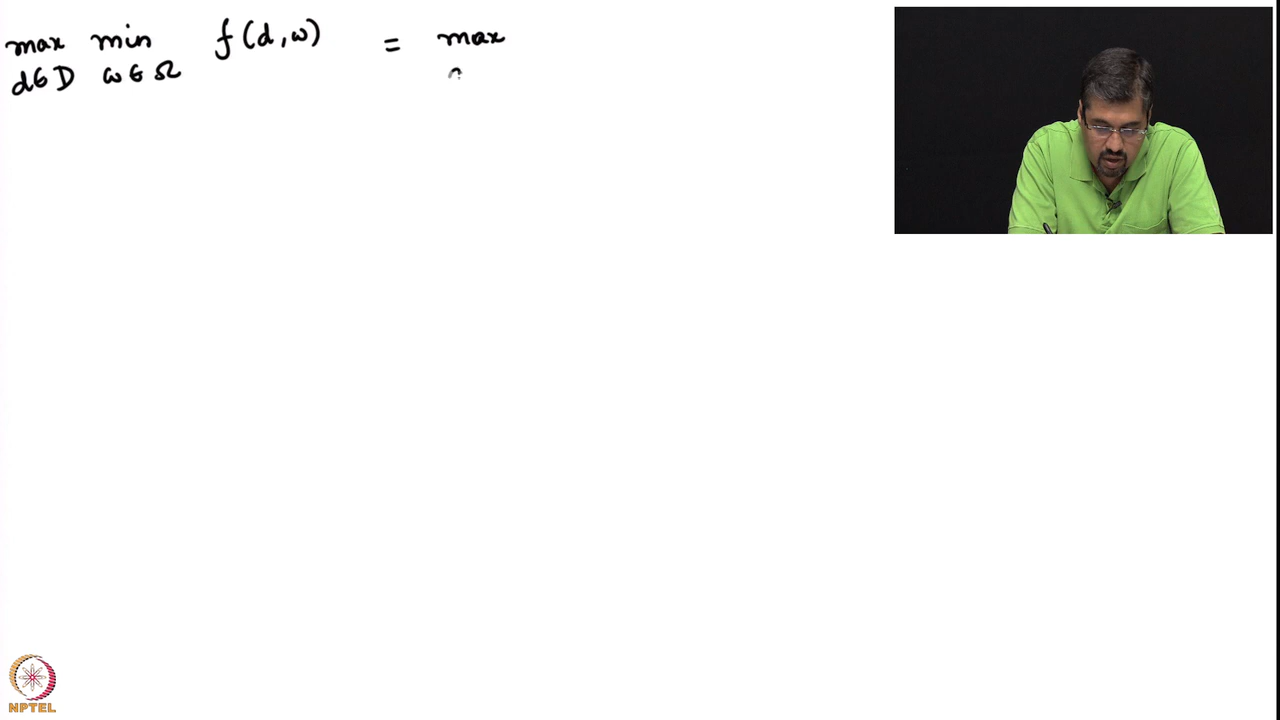 max min f(d,ω) = max
d∈D ω∈Ω
NPTEL